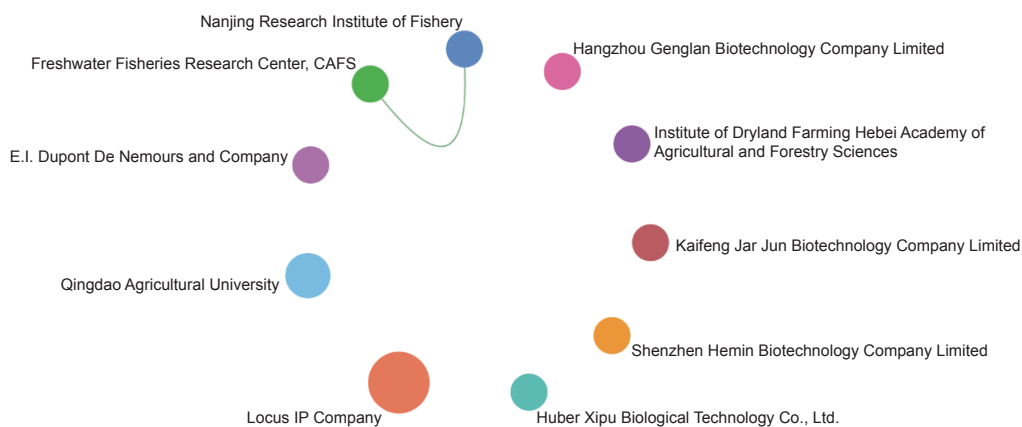 Nanjing Research Institute of Fishery
Hangzhou Genglan Biotechnology Company Limited
Freshwater Fisheries Research Center, CAFS
Institute of Dryland Farming Hebei Academy of
Agricultural and Forestry Sciences
E.I. Dupont De Nemours and Company
Kaifeng Jar Jun Biotechnology Company Limited
Qingdao Agricultural University
Shenzhen Hemin Biotechnology Company Limited
Locus IP Company
Huber Xipu Biological Technology Co., Ltd.